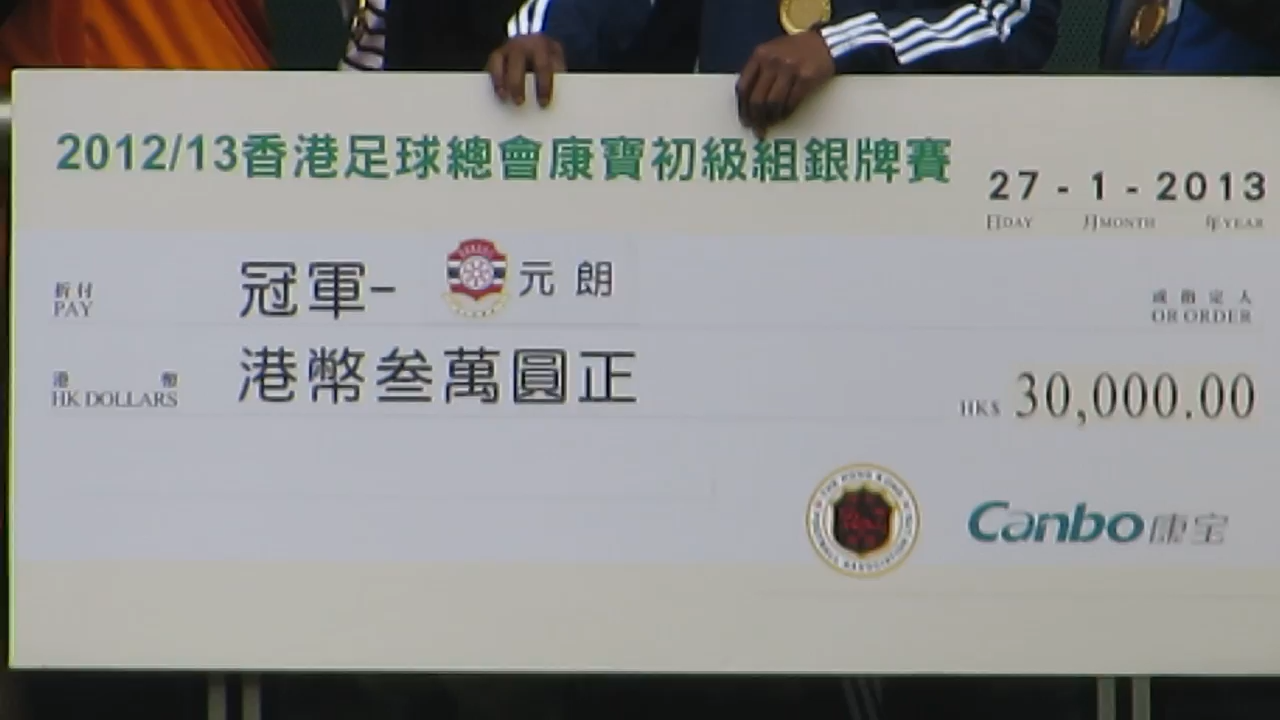 2012/13香港足球總會康寶初級組銀牌賽
27 - 1 - 2013
日DAY 月MONTH 年YEAR
折付
PAY
冠軍- 元朗
或指定人
OR ORDER
港幣
HK DOLLARS
港幣叁萬圓正
HK$ 30,000.00
Canbo康宝